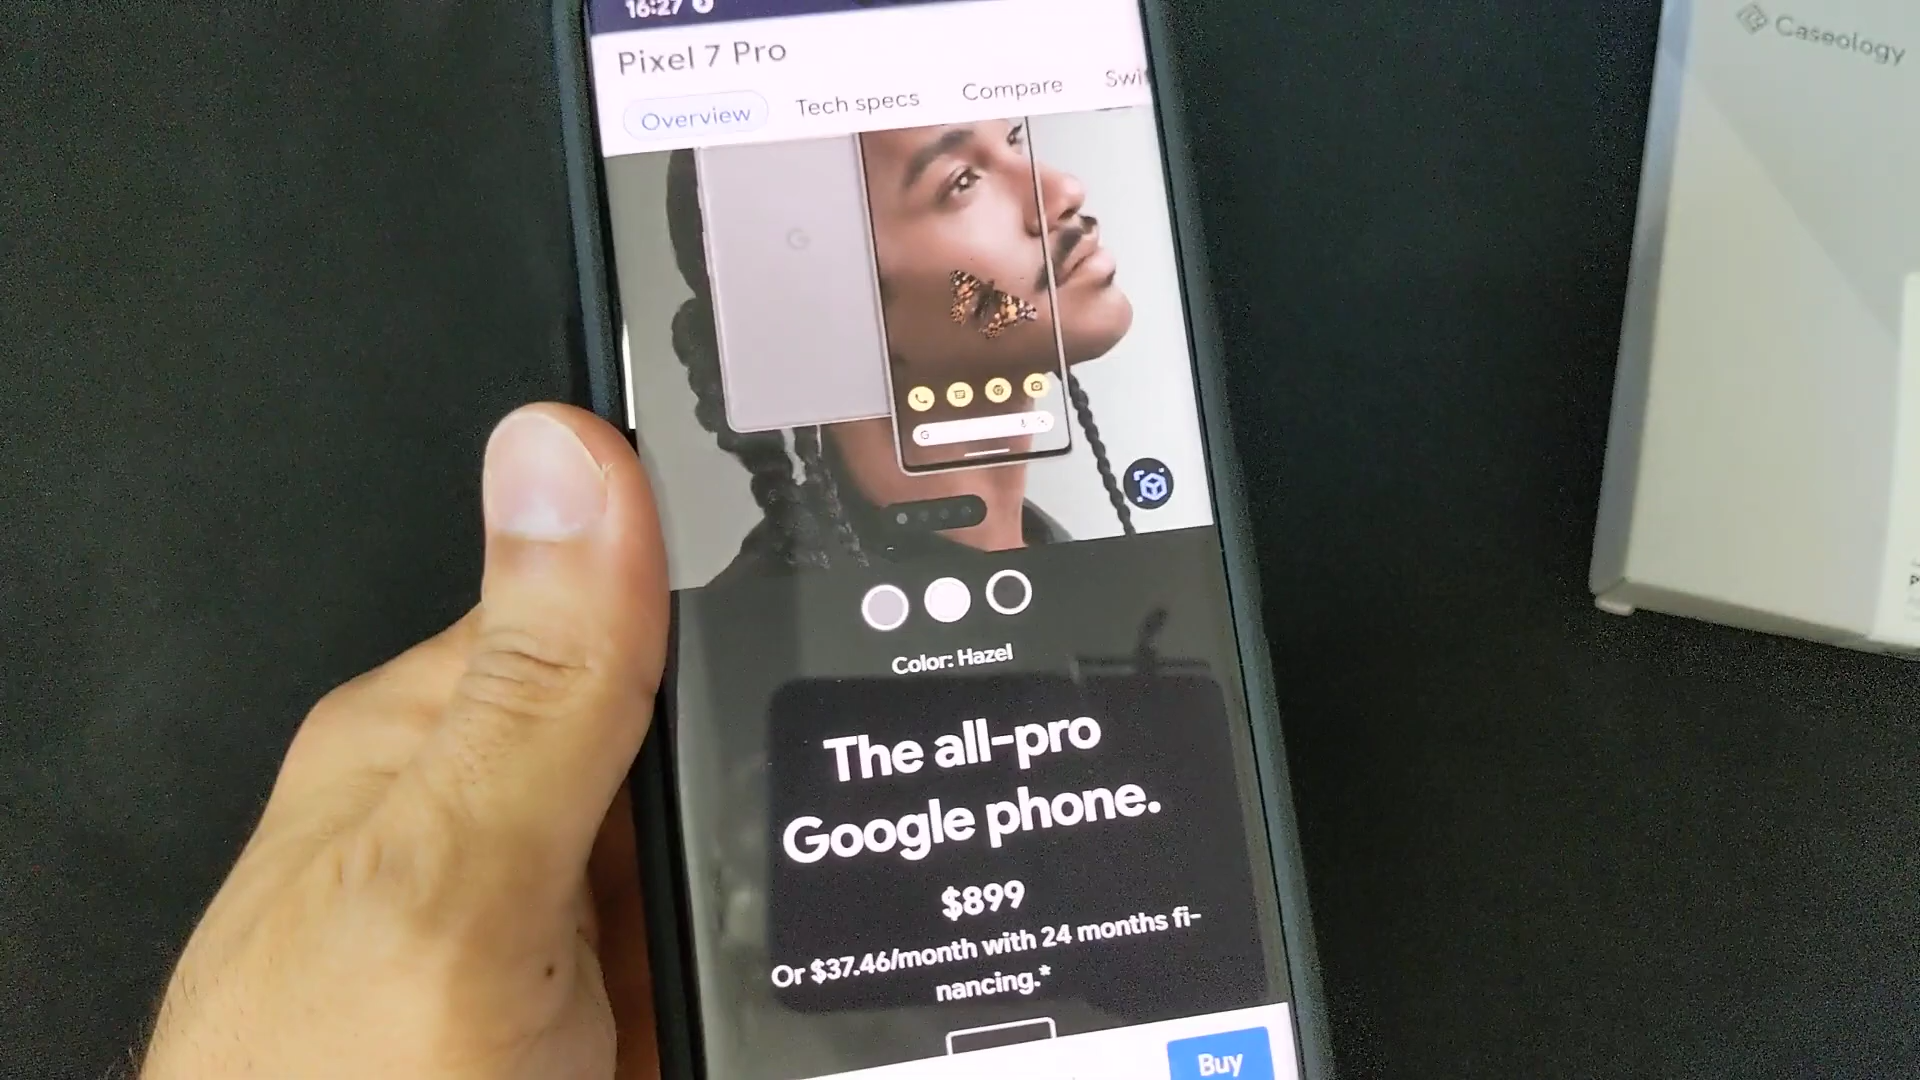 16:27
Pixel 7 Pro
Overview Tech specs Compare
G
G
Color: Hazel
The all-pro
Google phone.
$899
Or $37.46/month with 24 months fi-
nancing.*
Buy
Caseology